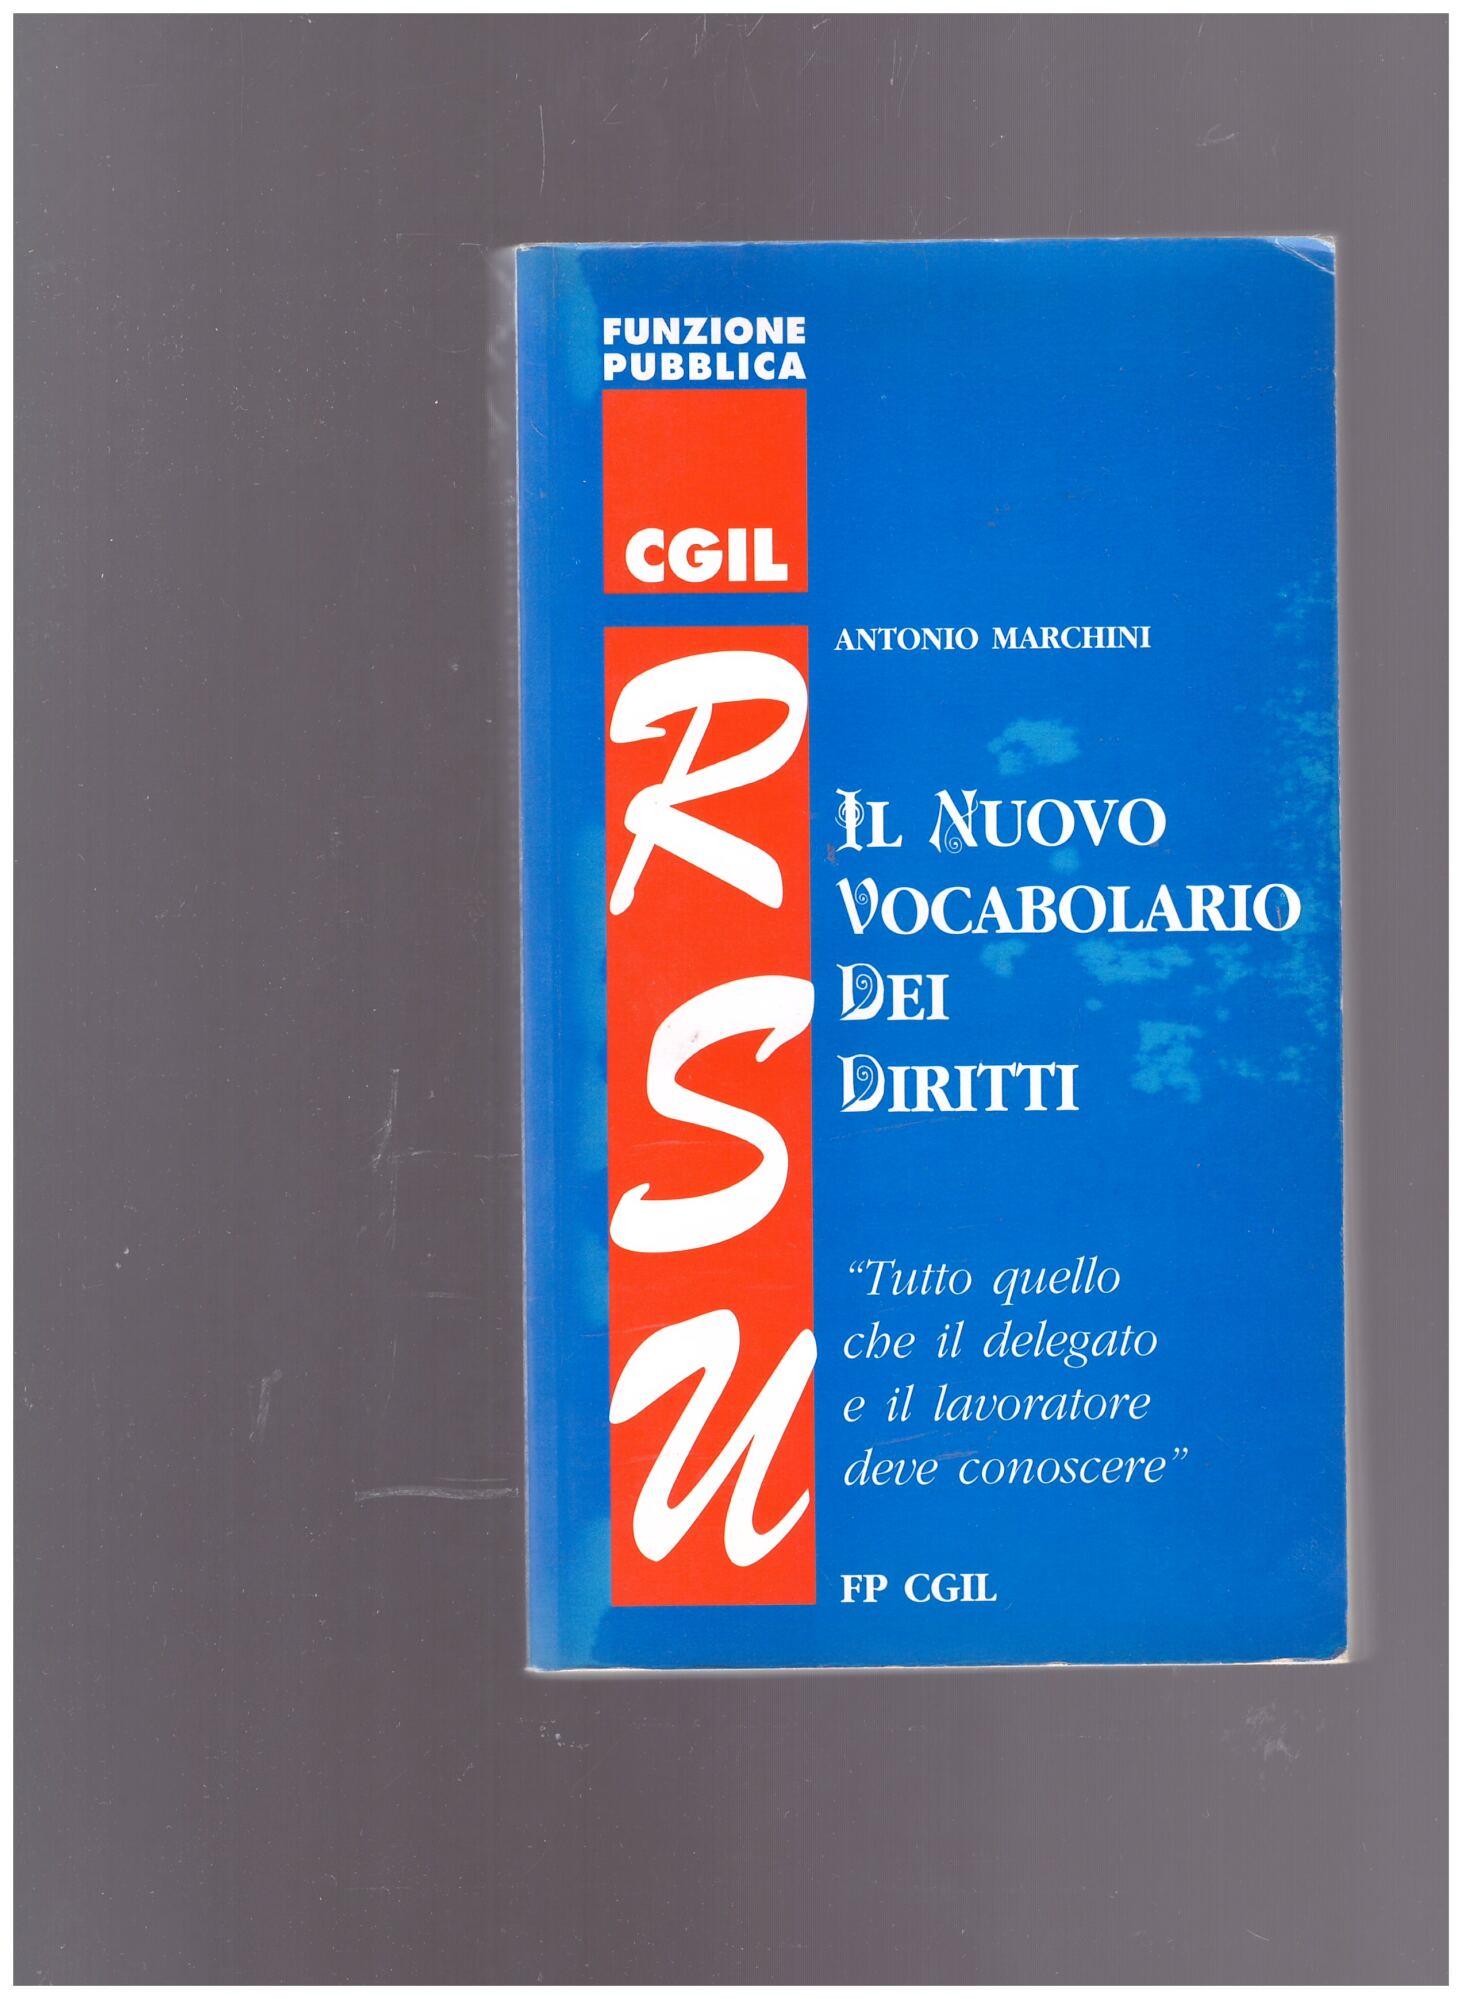 FUNZIONE
PUBBLICA
CGIL
RSU
ANTONIO MARCHINI
IL NUOVO
VOCABOLARIO
DEI
DIRITTI
“Tutto quello
che il delegato
e il lavoratore
deve conoscere”
FP CGIL